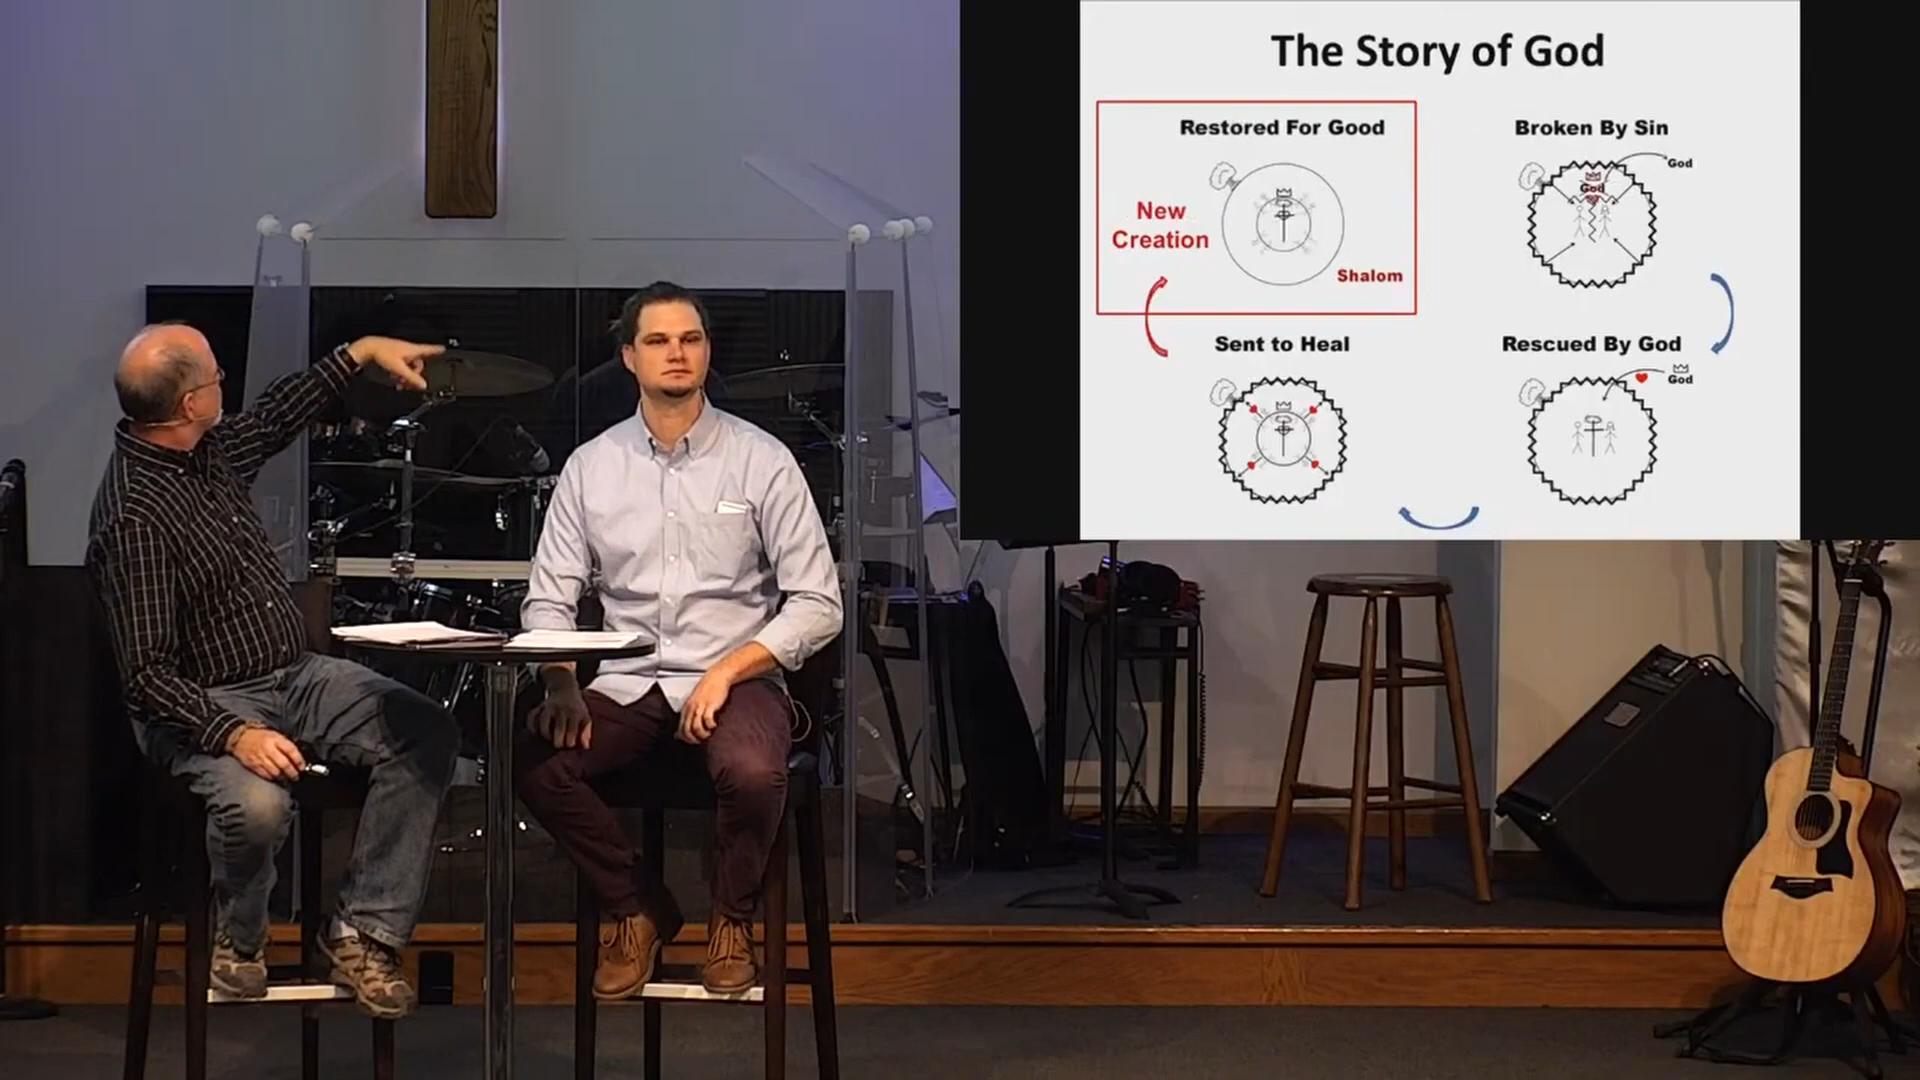 The Story of God
Restored For Good
New
Creation
Shalom
Broken By Sin
God
God
Sent to Heal
Rescued By God
God